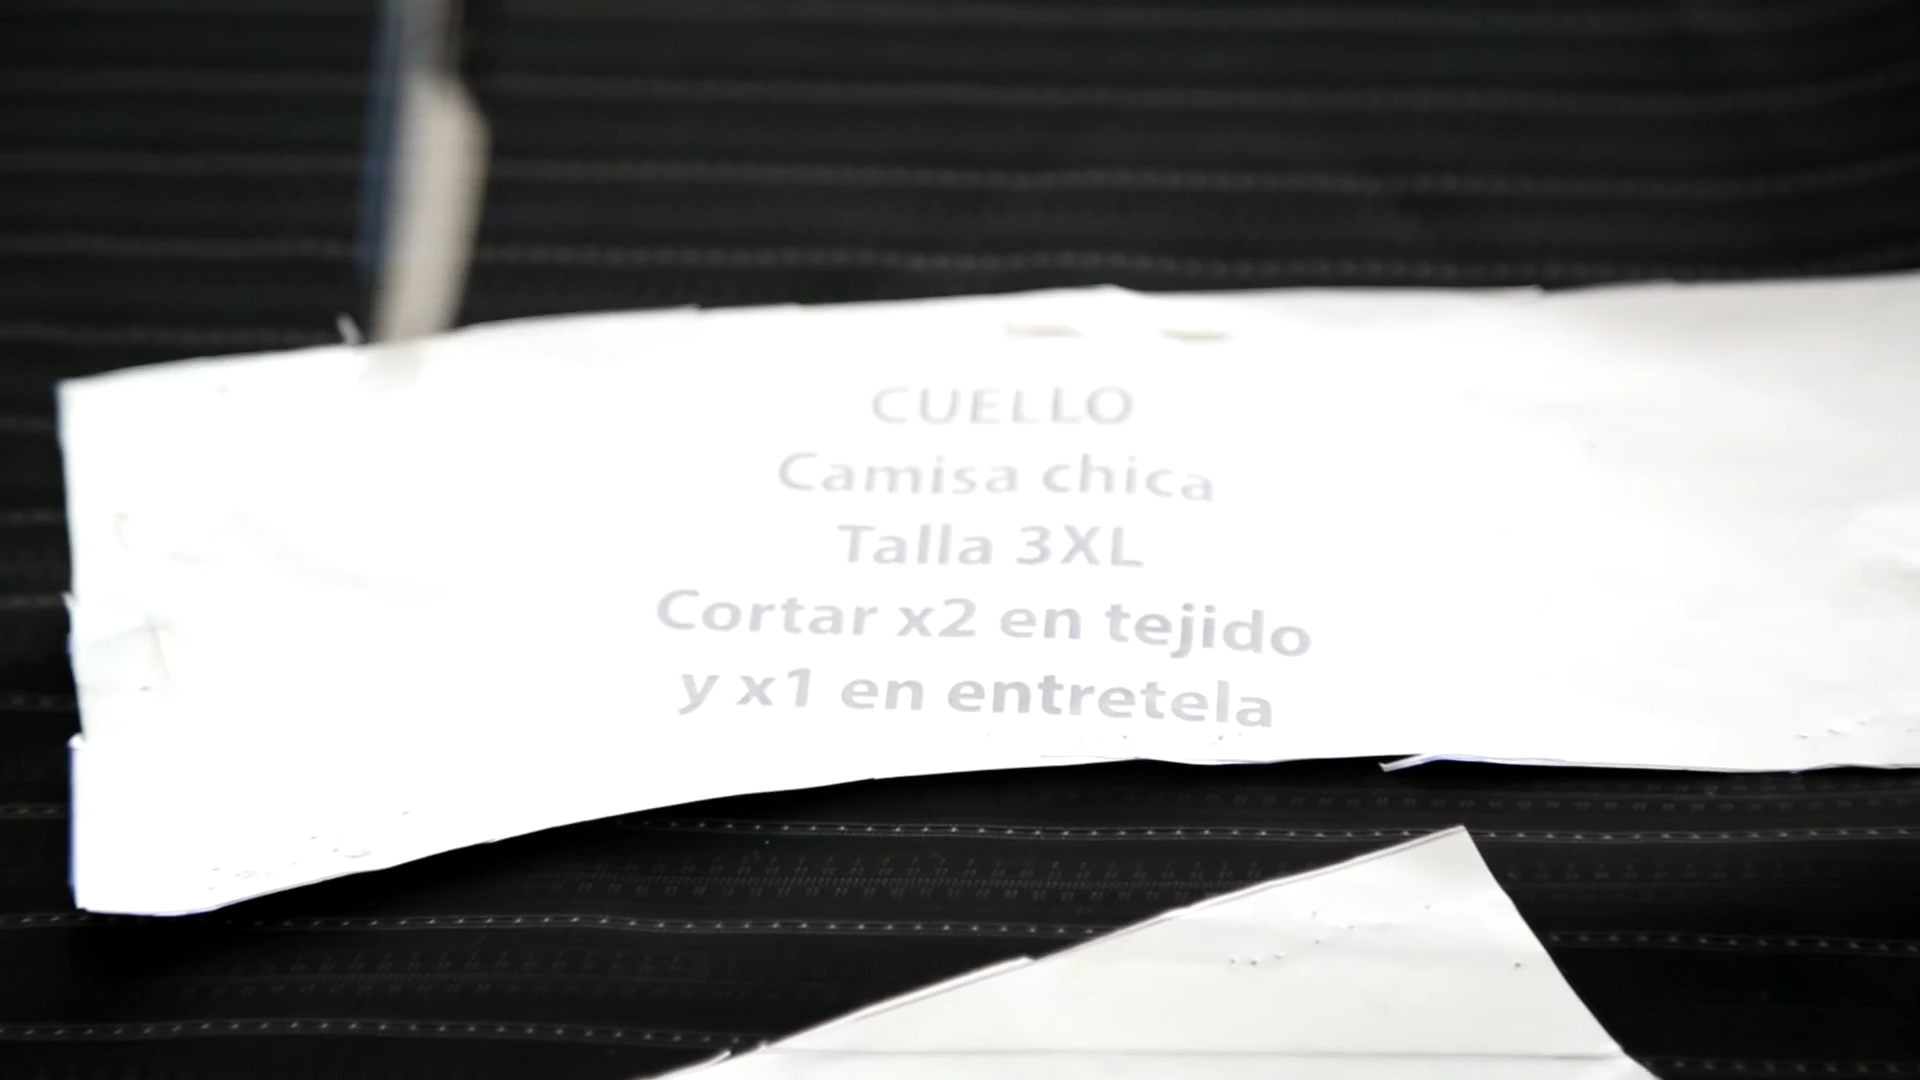 CUELLO
Camisa chica
Talla 3XL
Cortar x2 en tejido
y x1 en entretela